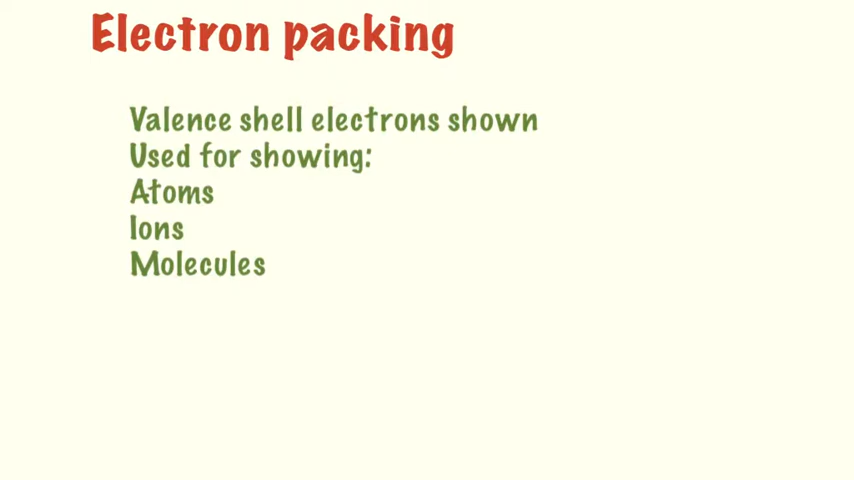 Electron packing
Valence shell electrons shown
Used for showing:
Atoms
Ions
Molecules